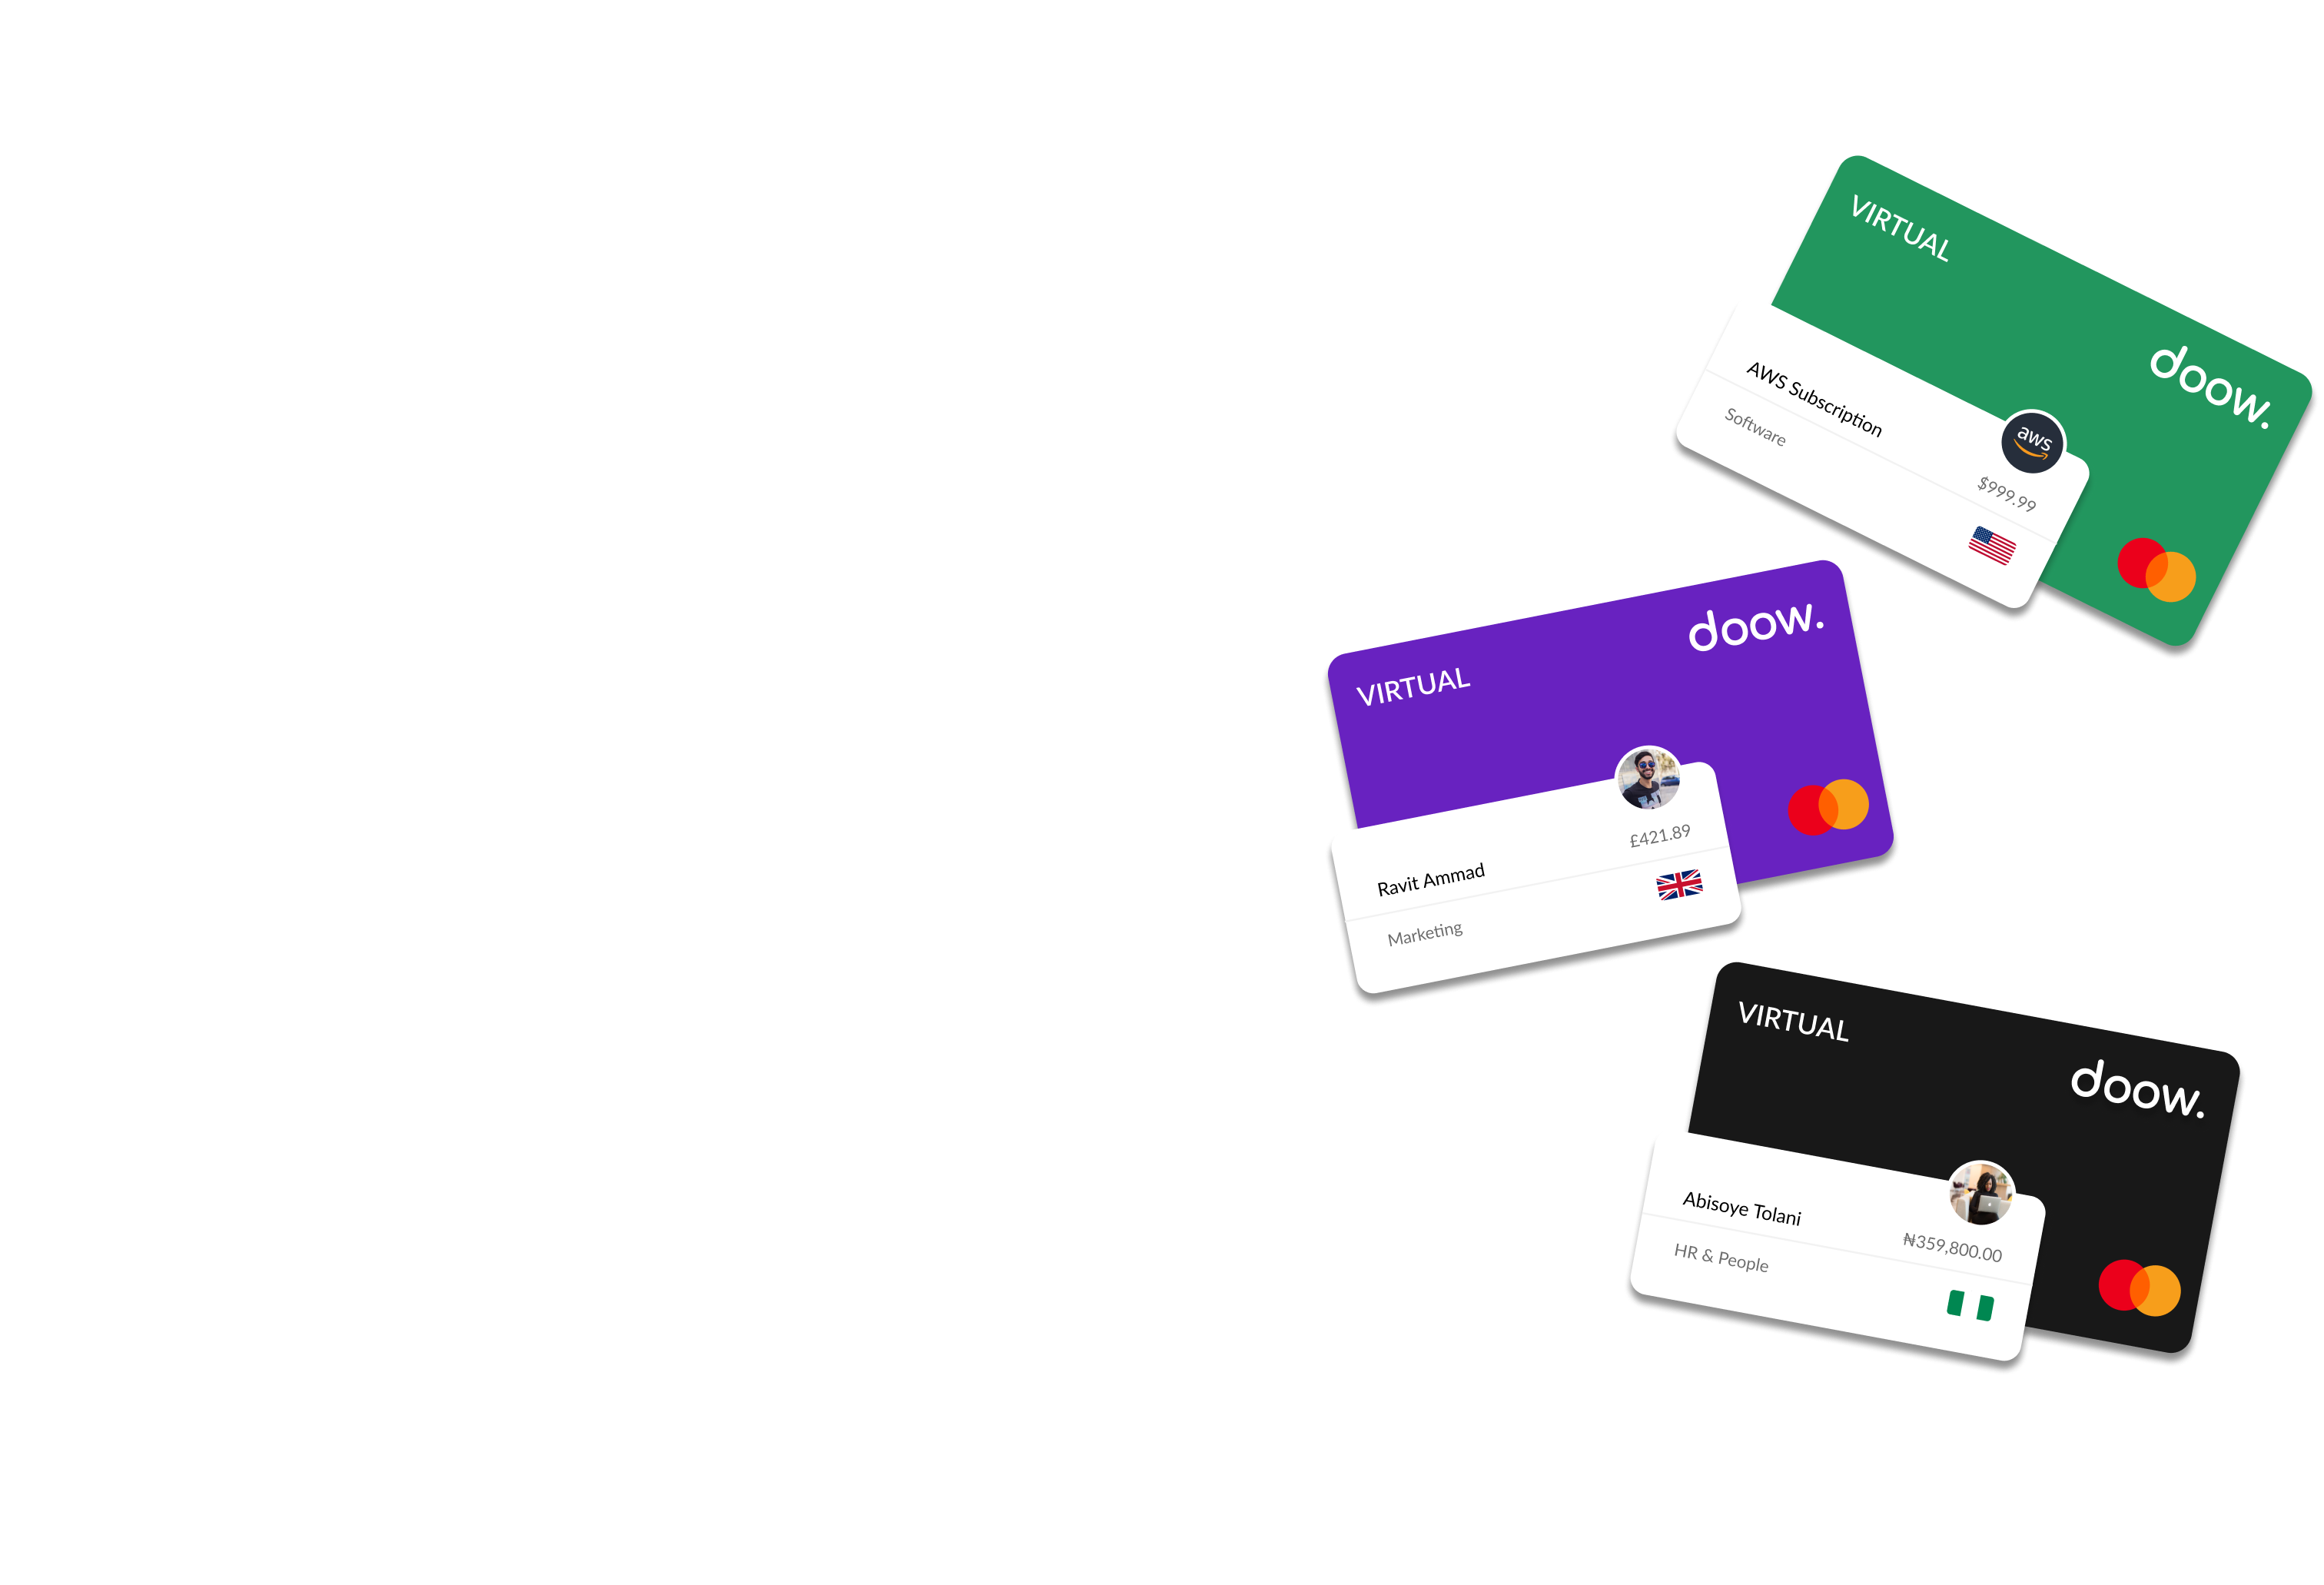 VIRTUAL
doow.
aws
AWS Subscription
$999.99
Software
VIRTUAL
doow.
£421.89
Ravit Ammad
Marketing
VIRTUAL
doow.
Abisoye Tolani
₦359,800.00
HR & People